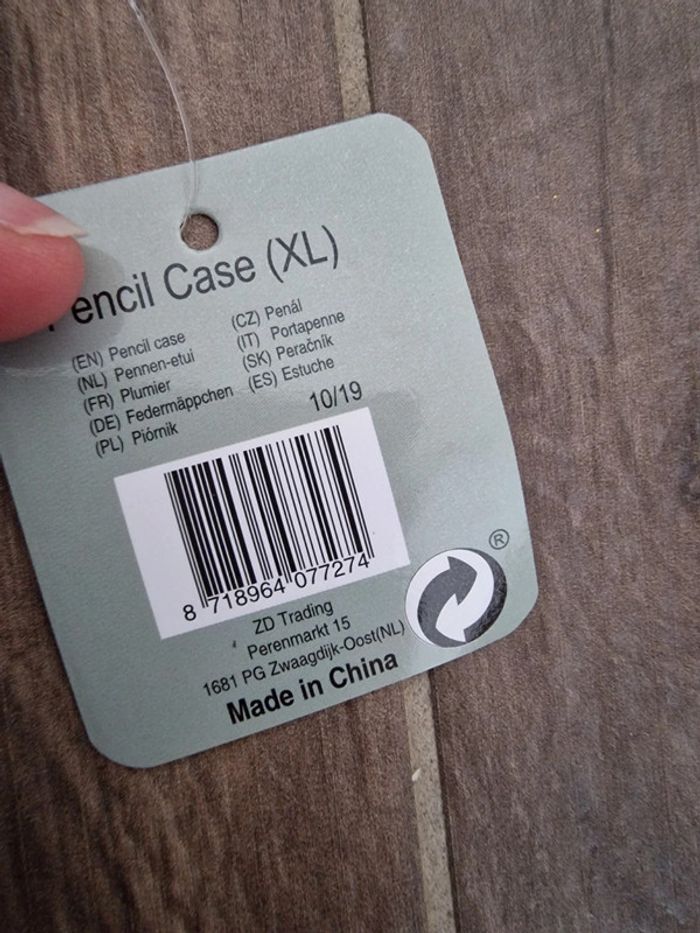 Pencil Case (XL)
(EN) Pencil case
(NL) Pennen-etui
(FR) Plumier
(DE) Federmäppchen
(PL) Piórnik
(CZ) Penál
(IT) Portapenne
(SK) Peračník
(ES) Estuche
10/19
8 718964 077274
ZD Trading
Perenmarkt 15
1681 PG Zwaagdijk-Oost(NL)
Made in China
®